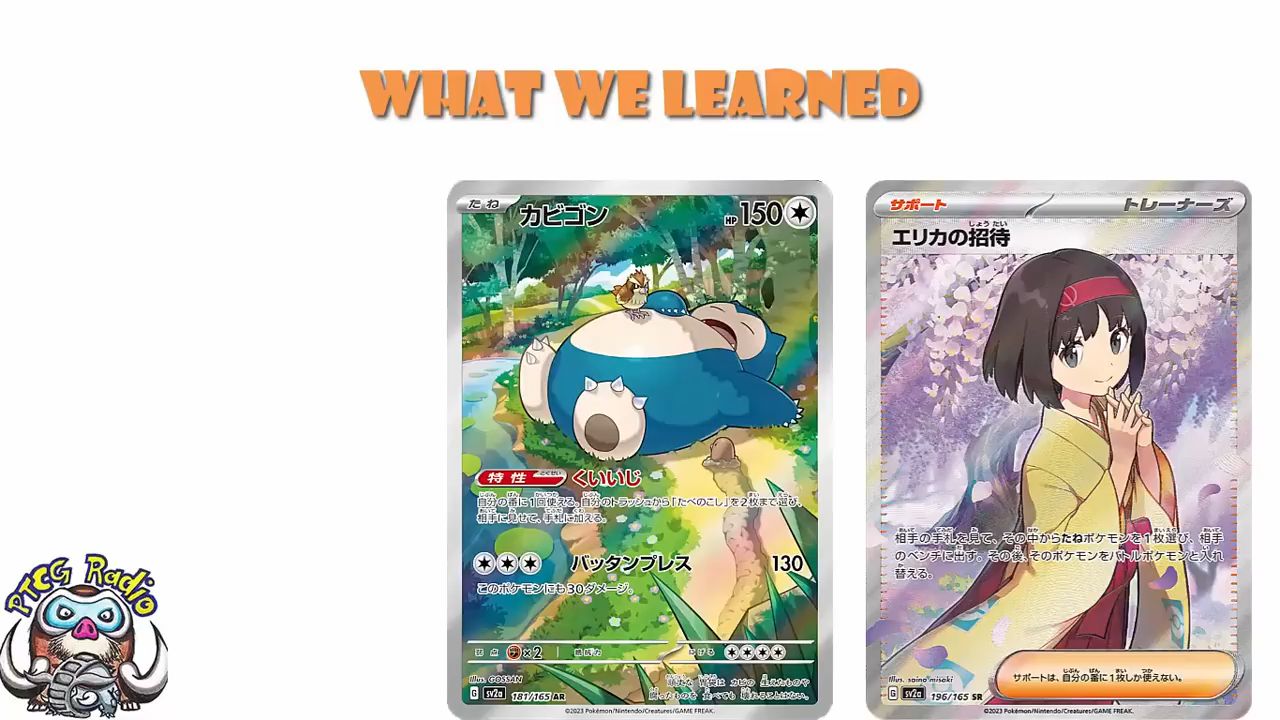 WHAT WE LEARNED
たね カビゴン HP 150
特性 くいいじ
自分の番に1回使える。自分のトラッシュから「たべのこし」を2枚まで選び、
相手に見せて、手札に加える。
バッタンプレス 130
このポケモンにも30ダメージ。
弱点 ×2 抵抗力 にげる
Illus. GOSSAN
G sv2a 181/165 AR
©2023 Pokémon/Nintendo/Creatures/GAME FREAK.
サポート トレーナーズ
エリカの招待
相手の手札を見て、その中からたねポケモンを1枚選び、相手
のベンチに出す。その後、そのポケモンをバトルポケモンと入れ
替える。
サポートは、自分の番に1枚しか使えない。
Illus. saino misaki
G sv2a 196/165 SR
©2023 Pokémon/Nintendo/Creatures/GAME FREAK.
PTCG Radio